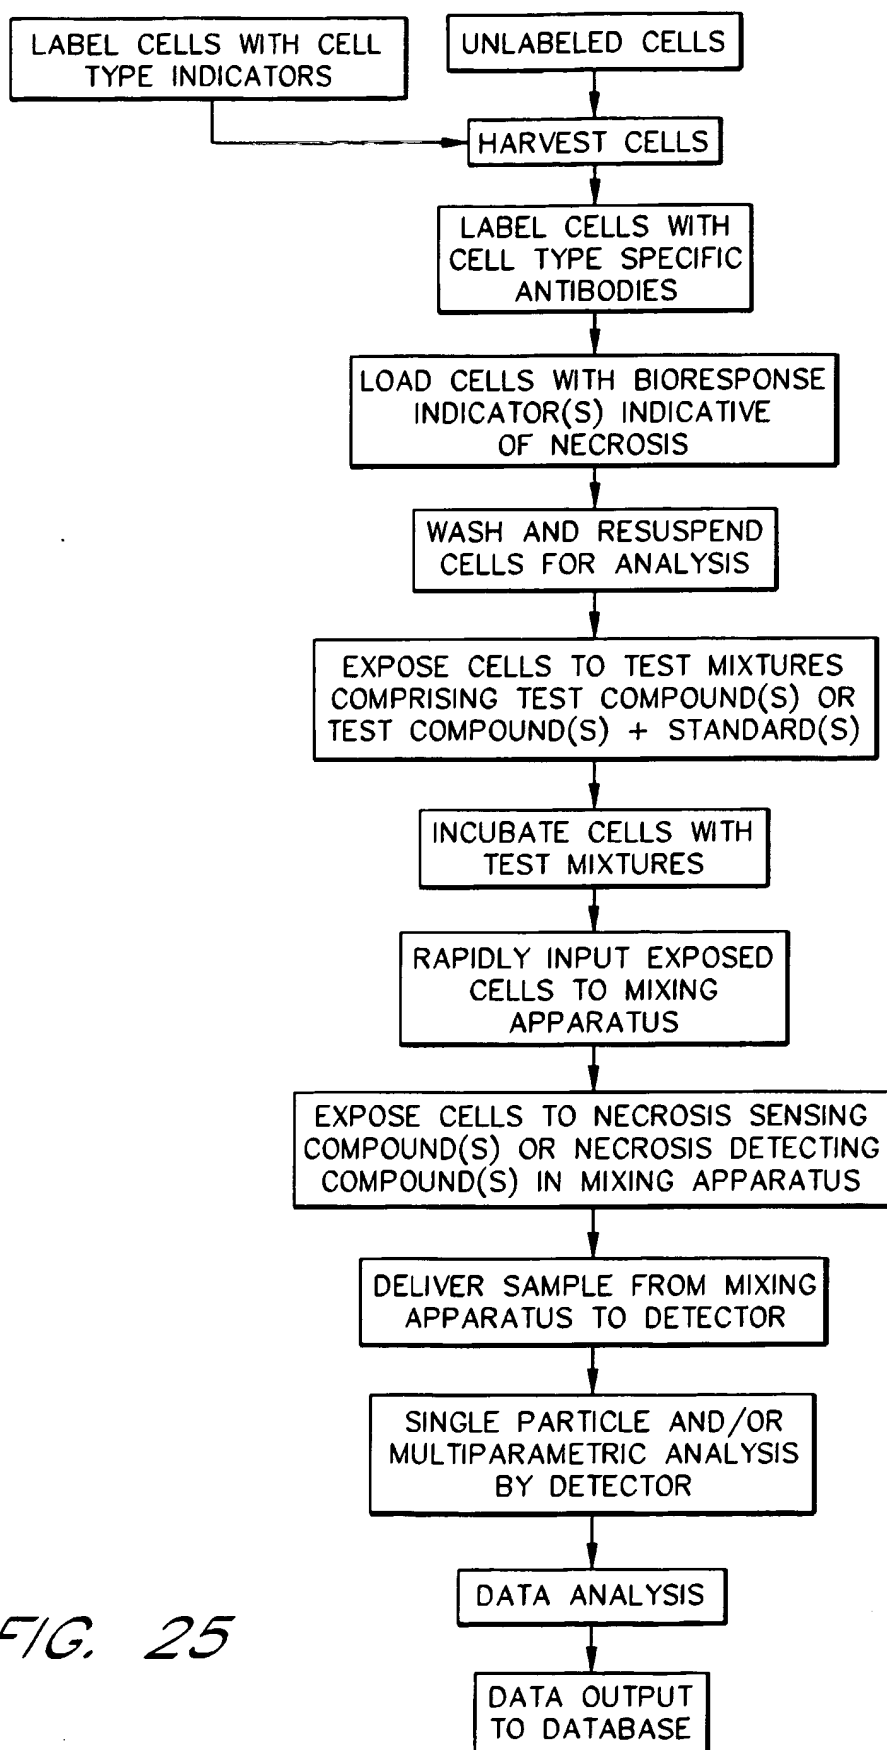 LABEL CELLS WITH CELL
TYPE INDICATORS
UNLABELED CELLS
HARVEST CELLS
LABEL CELLS WITH
CELL TYPE SPECIFIC
ANTIBODIES
LOAD CELLS WITH BIORESPONSE
INDICATOR(S) INDICATIVE
OF NECROSIS
WASH AND RESUSPEND
CELLS FOR ANALYSIS
EXPOSE CELLS TO TEST MIXTURES
COMPRISING TEST COMPOUND(S) OR
TEST COMPOUND(S) + STANDARD(S)
INCUBATE CELLS WITH
TEST MIXTURES
RAPIDLY INPUT EXPOSED
CELLS TO MIXING
APPARATUS
EXPOSE CELLS TO NECROSIS SENSING
COMPOUND(S) OR NECROSIS DETECTING
COMPOUND(S) IN MIXING APPARATUS
DELIVER SAMPLE FROM MIXING
APPARATUS TO DETECTOR
SINGLE PARTICLE AND/OR
MULTIPARAMETRIC ANALYSIS
BY DETECTOR
DATA ANALYSIS
DATA OUTPUT
TO DATABASE
FIG. 25